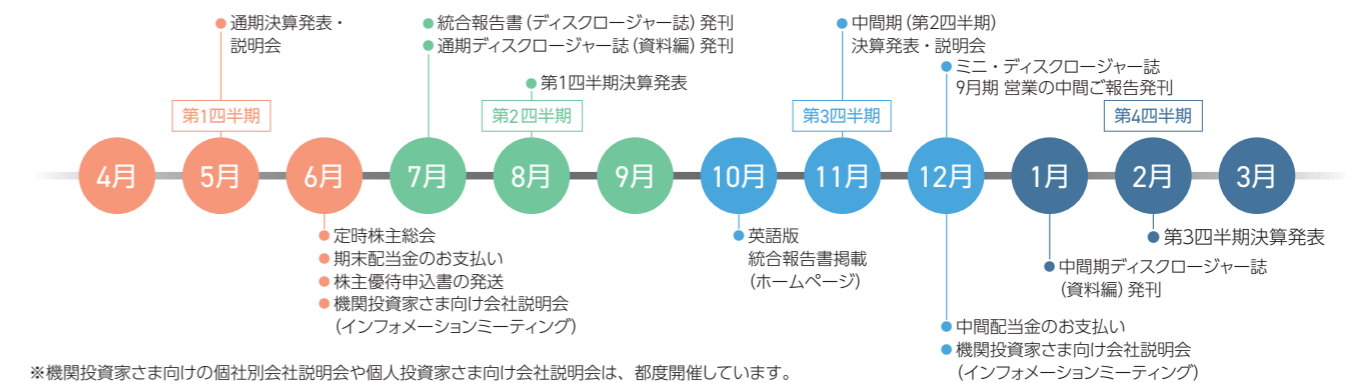 通期決算発表・
説明会
統合報告書(ディスクロージャー誌)発刊
通期ディスクロージャー誌(資料編)発刊
第1四半期決算発表
中間期(第2四半期)
決算発表・説明会
ミニ・ディスクロージャー誌
9月期 営業の中間ご報告発刊
第1四半期
第2四半期
第3四半期
第4四半期
4月
5月
6月
7月
8月
9月
10月
11月
12月
1月
2月
3月
定時株主総会
期末配当金のお支払い
株主優待申込書の発送
機関投資家さま向け会社説明会
(インフォメーションミーティング)
英語版
統合報告書掲載
(ホームページ)
中間配当金のお支払い
機関投資家さま向け会社説明会
(インフォメーションミーティング)
中間期ディスクロージャー誌
(資料編)発刊
第3四半期決算発表
※機関投資家さま向けの個社別会社説明会や個人投資家さま向け会社説明会は、都度開催しています。